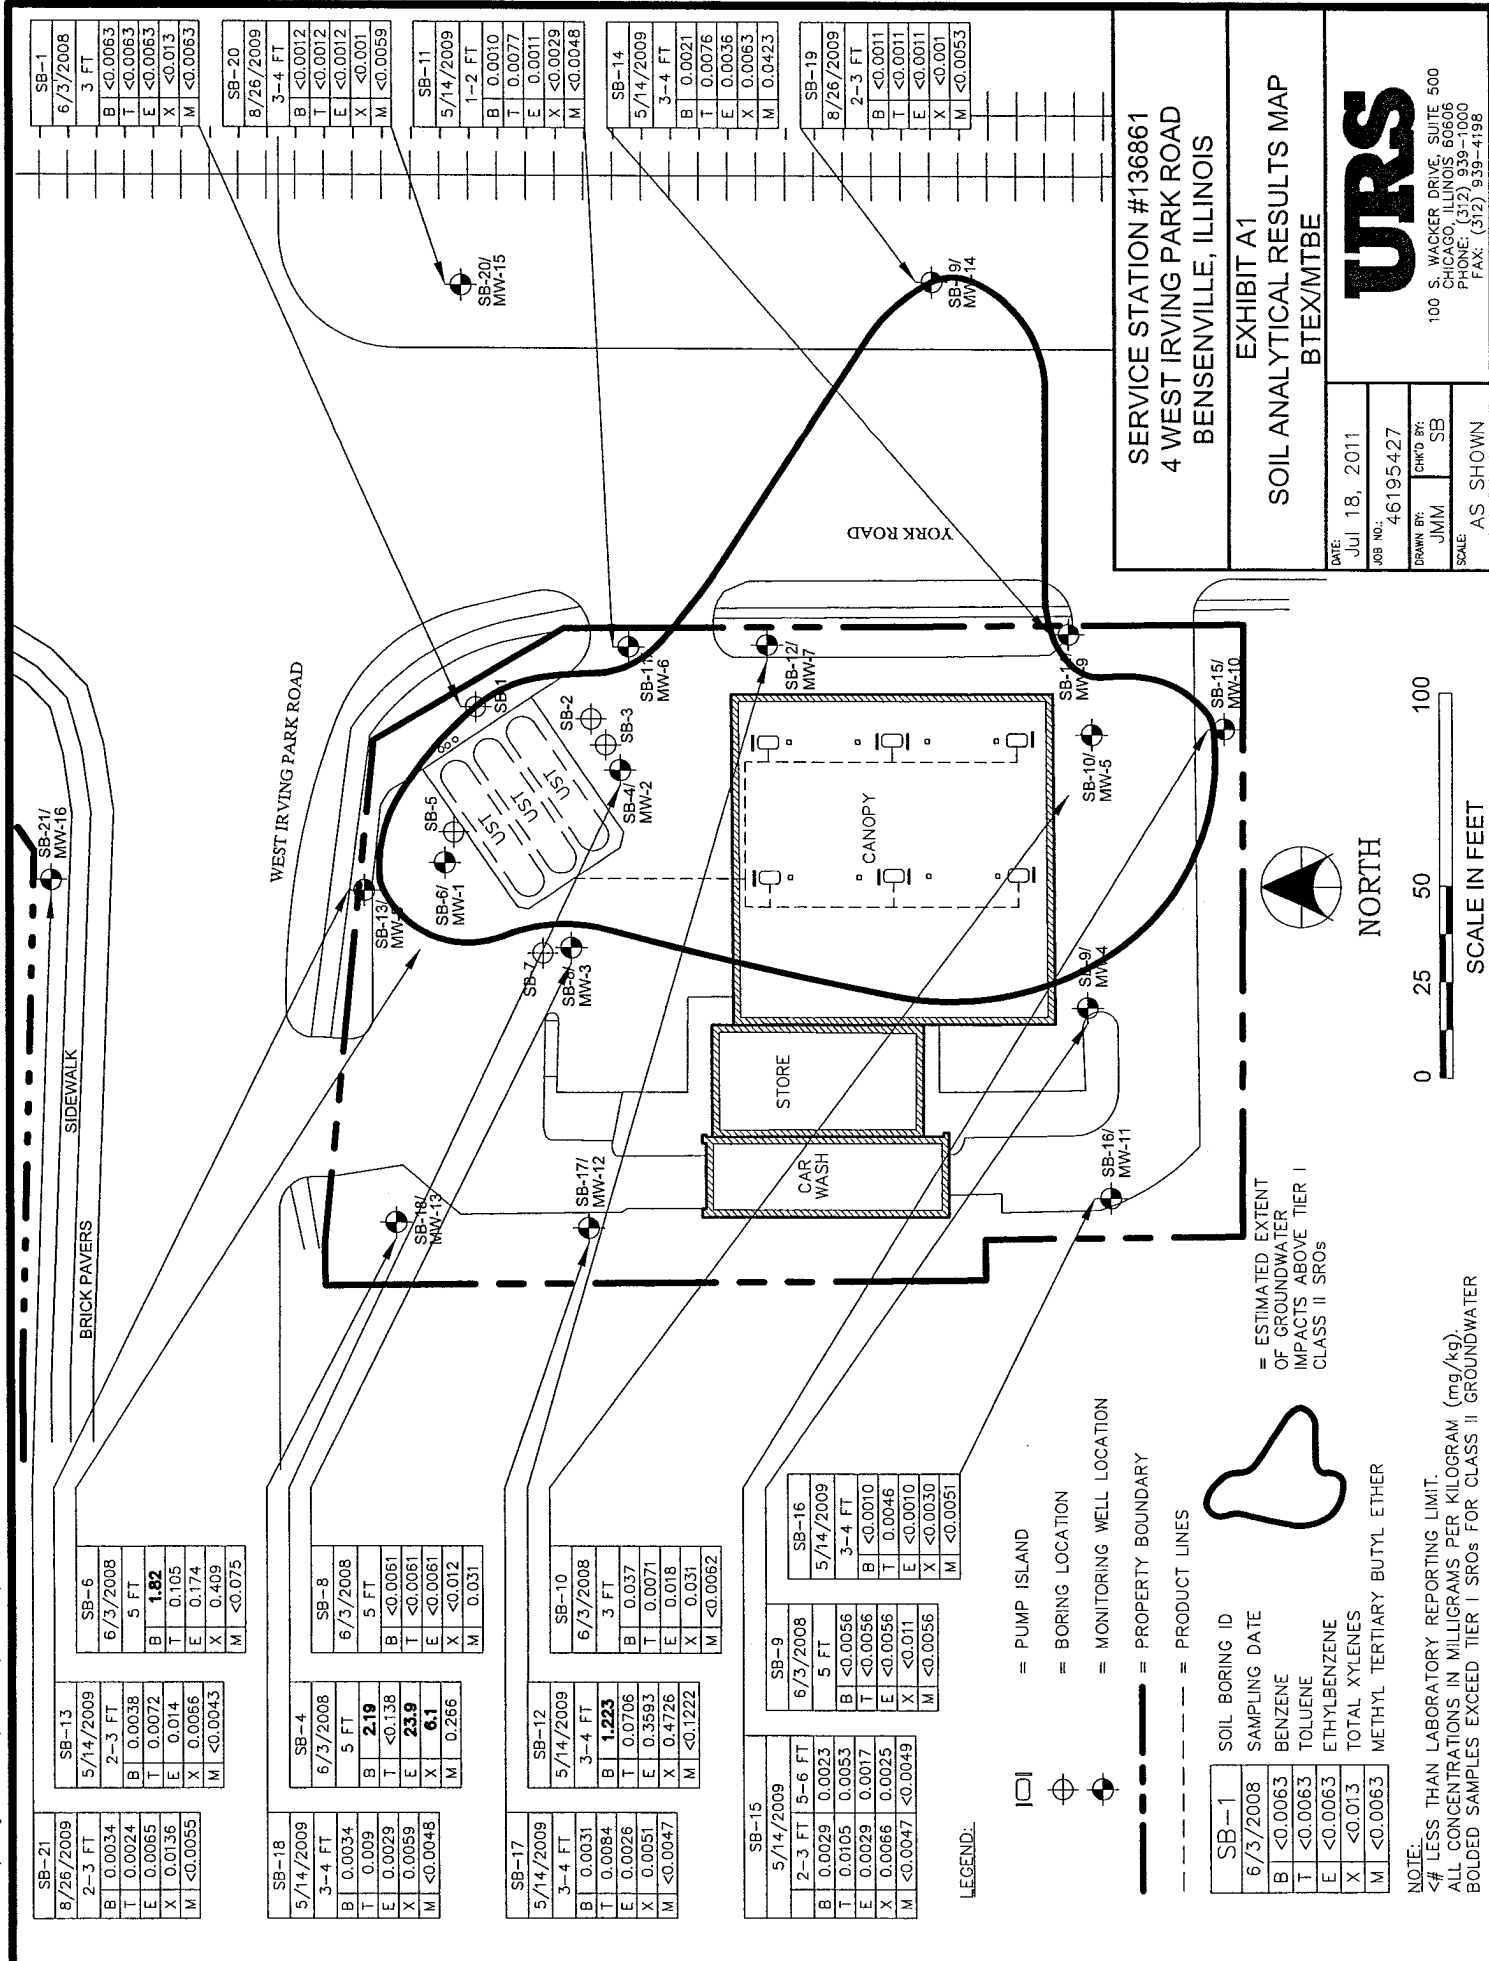 SB-21
8/26/2009
2-3 FT
B 0.0034
T 0.0024
E 0.0065
X 0.0136
M <0.0055
SB-13
5/14/2009
2-3 FT
B 0.0038
T 0.0072
E 0.014
X 0.0066
M <0.0043
SB-6
6/3/2008
5 FT
B 1.82
T 0.105
E 0.174
X 0.409
M <0.075
SB-18
5/14/2009
3-4 FT
B 0.0034
T 0.009
E 0.0029
X 0.0059
M <0.0048
SB-4
6/3/2008
5 FT
B 2.19
T <0.138
E 23.9
X 6.1
M 0.266
SB-8
6/3/2008
5 FT
B <0.0061
T <0.0061
E <0.0061
X <0.012
M 0.031
SB-17
5/14/2009
3-4 FT
B 0.0031
T 0.0084
E 0.0026
X 0.0051
M <0.0047
SB-12
5/14/2009
3-4 FT
B 1.223
T 0.0706
E 0.3593
X 0.4726
M <0.1222
SB-10
6/3/2008
3 FT
B 0.037
T 0.0071
E 0.018
X 0.031
M <0.0062
SB-15
5/14/2009
2-3 FT 5-6 FT
B 0.0029 0.0023
T 0.0105 0.0053
E 0.0029 0.0017
X 0.0066 0.0025
M <0.0047 <0.0049
SB-9
6/3/2008
5 FT
B <0.0056
T <0.0056
E <0.0056
X <0.011
M <0.0056
SB-16
5/14/2009
3-4 FT
B <0.0010
T 0.0046
E <0.0010
X <0.0030
M <0.0051
SB-1
6/3/2008
3 FT
B <0.0063
T <0.0063
E <0.0063
X <0.013
M <0.0063
SB-20
8/26/2009
3-4 FT
B <0.0012
T <0.0012
E <0.0012
X <0.001
M <0.0059
SB-11
5/14/2009
1-2 FT
B 0.0010
T 0.0077
E 0.0011
X <0.0029
M <0.0048
SB-14
5/14/2009
3-4 FT
B 0.0021
T 0.0076
E 0.0036
X 0.0063
M 0.0423
SB-19
8/26/2009
2-3 FT
B <0.0011
T <0.0011
E <0.0011
X <0.001
M <0.0053
BRICK PAVERS
SIDEWALK
SB-21/
MW-16
WEST IRVING PARK ROAD
YORK ROAD
SB-20/
MW-15
SB-19/
MW-14
SB-13/
SB-6/
MW-1
SB-5
SB-1
SB-2
SB-3
SB-4/
MW-2
UST
UST
UST
SB-7
SB-8/
MW-3
SB-11/
MW-6
SB-12/
MW-7
MW-9
SB-15/
MW-10
SB-10/
MW-5
SB-9/
MW-4
SB-16/
MW-11
SB-17/
MW-12
SB-18/
MW-13
CANOPY
STORE
CAR
WASH
LEGEND:
= PUMP ISLAND
= BORING LOCATION
= MONITORING WELL LOCATION
= PROPERTY BOUNDARY
= PRODUCT LINES
= ESTIMATED EXTENT
OF GROUNDWATER
IMPACTS ABOVE TIER I
CLASS II SROs
SB-1 SOIL BORING ID
6/3/2008 SAMPLING DATE
B <0.0063 BENZENE
T <0.0063 TOLUENE
E <0.0063 ETHYLBENZENE
X <0.013 TOTAL XYLENES
M <0.0063 METHYL TERTIARY BUTYL ETHER
NOTE:
<# LESS THAN LABORATORY REPORTING LIMIT.
ALL CONCENTRATIONS IN MILLIGRAMS PER KILOGRAM (mg/kg).
BOLDED SAMPLES EXCEED TIER I SROs FOR CLASS II GROUNDWATER
NORTH
0 25 50 100
SCALE IN FEET
SERVICE STATION #136861
4 WEST IRVING PARK ROAD
BENSENVILLE, ILLINOIS
EXHIBIT A1
SOIL ANALYTICAL RESULTS MAP
BTEX/MTBE
DATE: Jul 18, 2011
JOB NO.: 46195427
DRAWN BY: JMM
CHK'D BY: SB
SCALE: AS SHOWN
URS
100 S. WACKER DRIVE, SUITE 500
CHICAGO, ILLINOIS 60606
PHONE: (312) 939-1000
FAX: (312) 939-4198